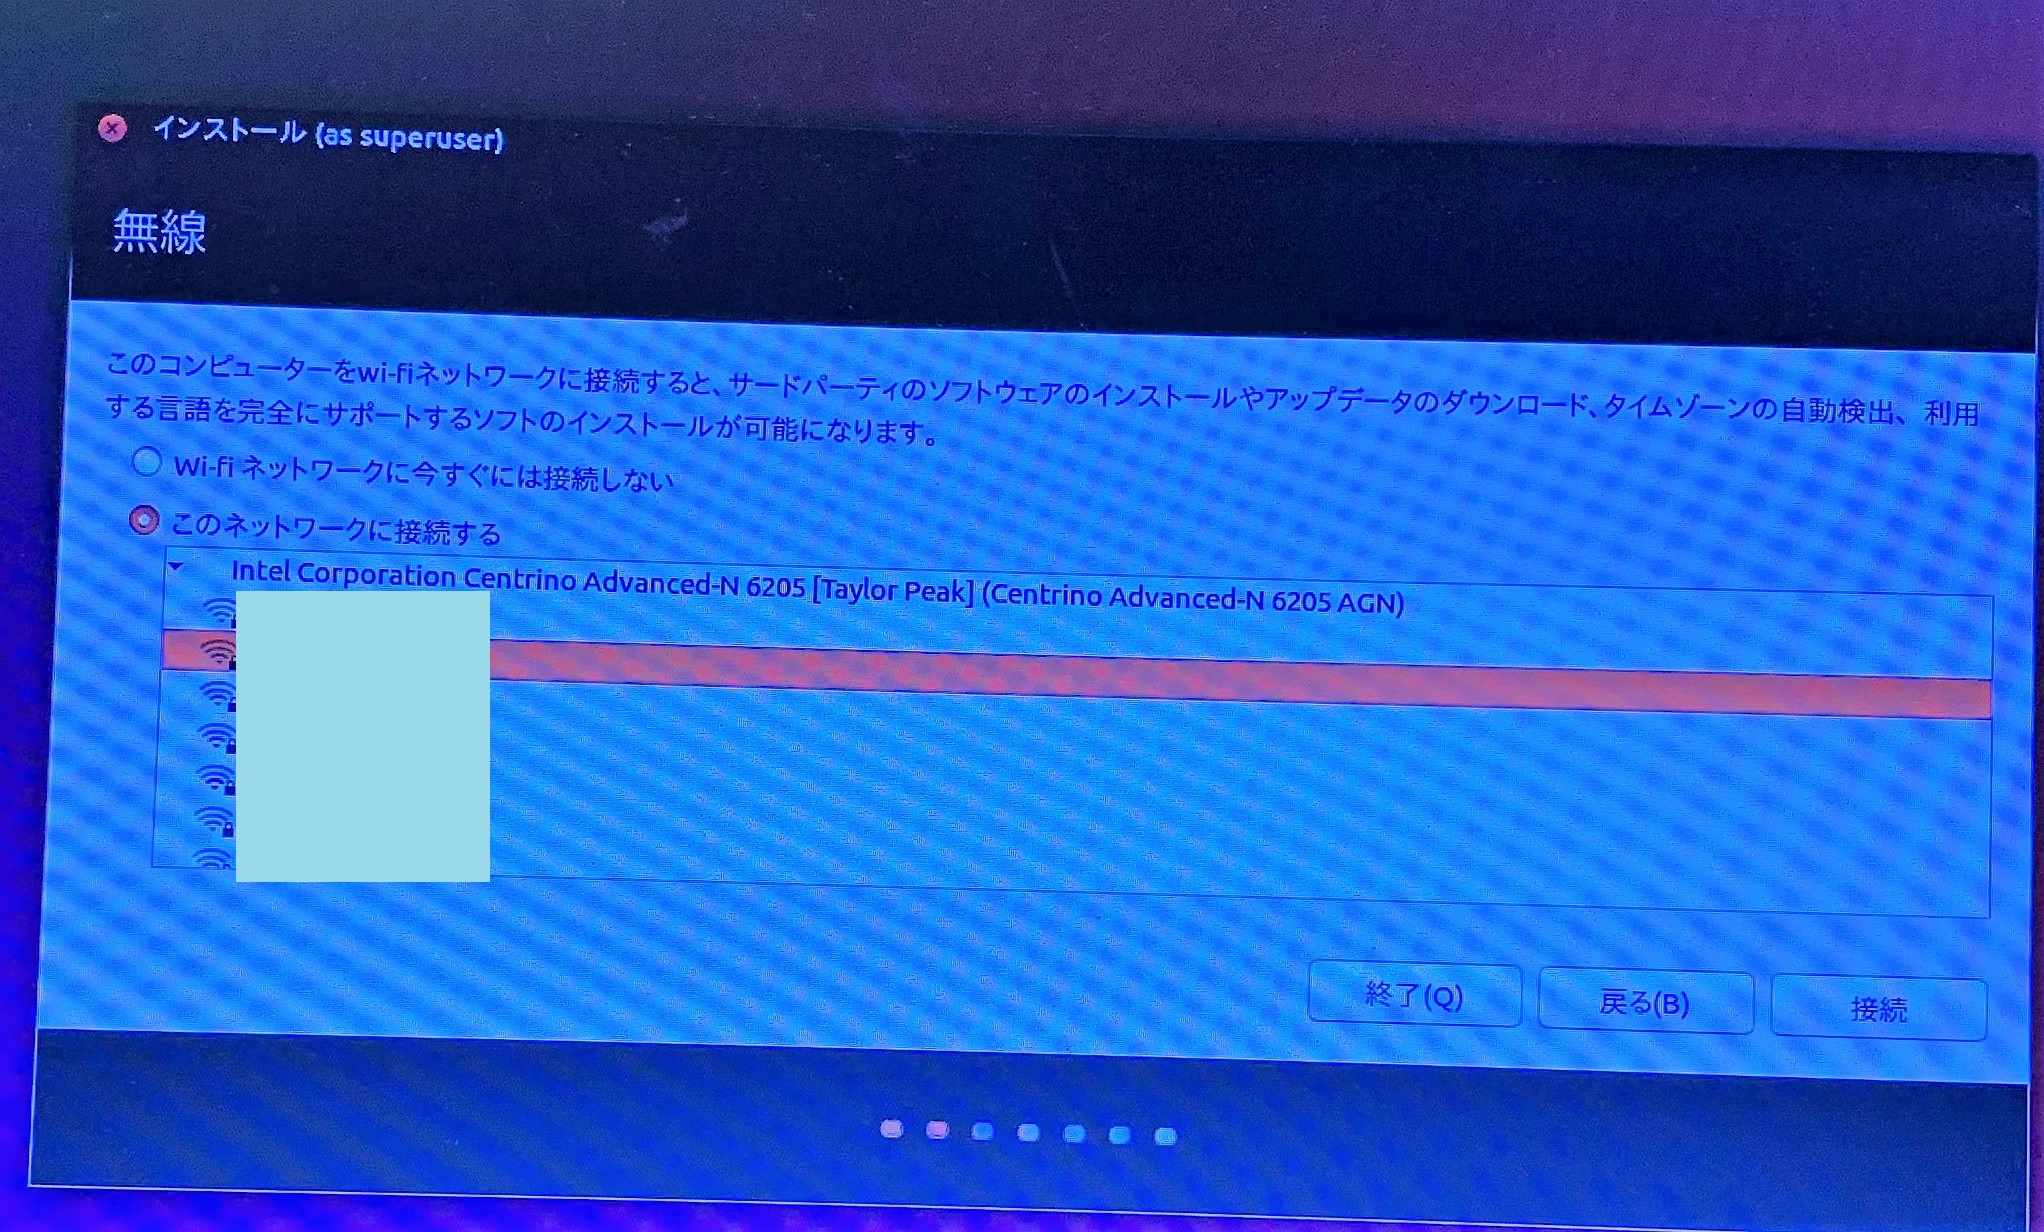 インストール (as superuser)
無線
このコンピューターをwi-fiネットワークに接続すると、サードパーティのソフトウェアのインストールやアップデータのダウンロード、タイムゾーンの自動検出、利用
する言語を完全にサポートするソフトのインストールが可能になります。
Wi-fi ネットワークに今すぐには接続しない
このネットワークに接続する
Intel Corporation Centrino Advanced-N 6205 [Taylor Peak] (Centrino Advanced-N 6205 AGN)
終了(Q)
戻る(B)
接続